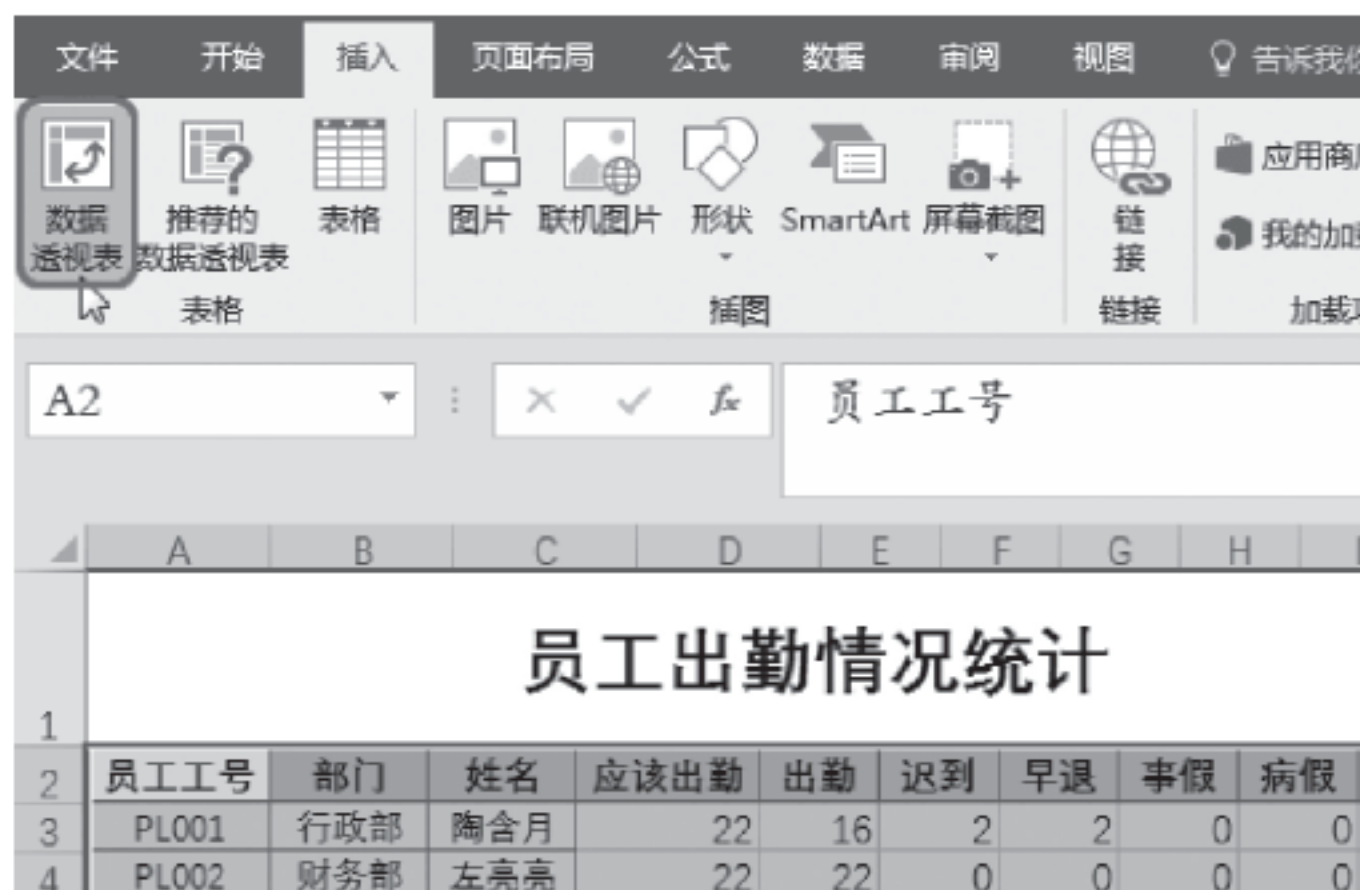 文件 开始 插入 页面布局 公式 数据 审阅 视图 告诉我
数据 推荐的 表格 图片 联机图片 形状 SmartArt 屏幕截图 链 应用商
透视表 数据透视表 接 我的加
表格 插图 链接 加载
A2 fx 员工工号
A B C D E F G H
员工出勤情况统计
1
2 员工工号 部门 姓名 应该出勤 出勤 迟到 早退 事假 病假
3 PL001 行政部 陶含月 22 16 2 2 0 0
4 PL002 财务部 左亮亮 22 22 0 0 0 0